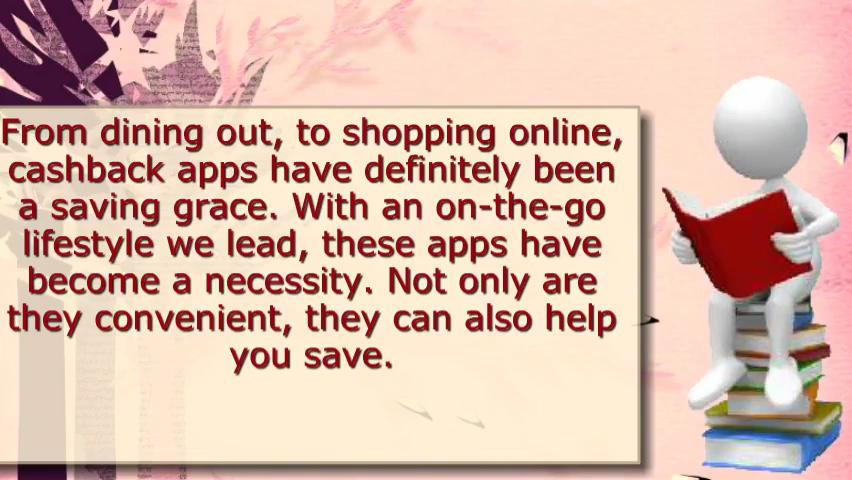 From dining out, to shopping online,
cashback apps have definitely been
a saving grace. With an on-the-go
lifestyle we lead, these apps have
become a necessity. Not only are
they convenient, they can also help
you save.